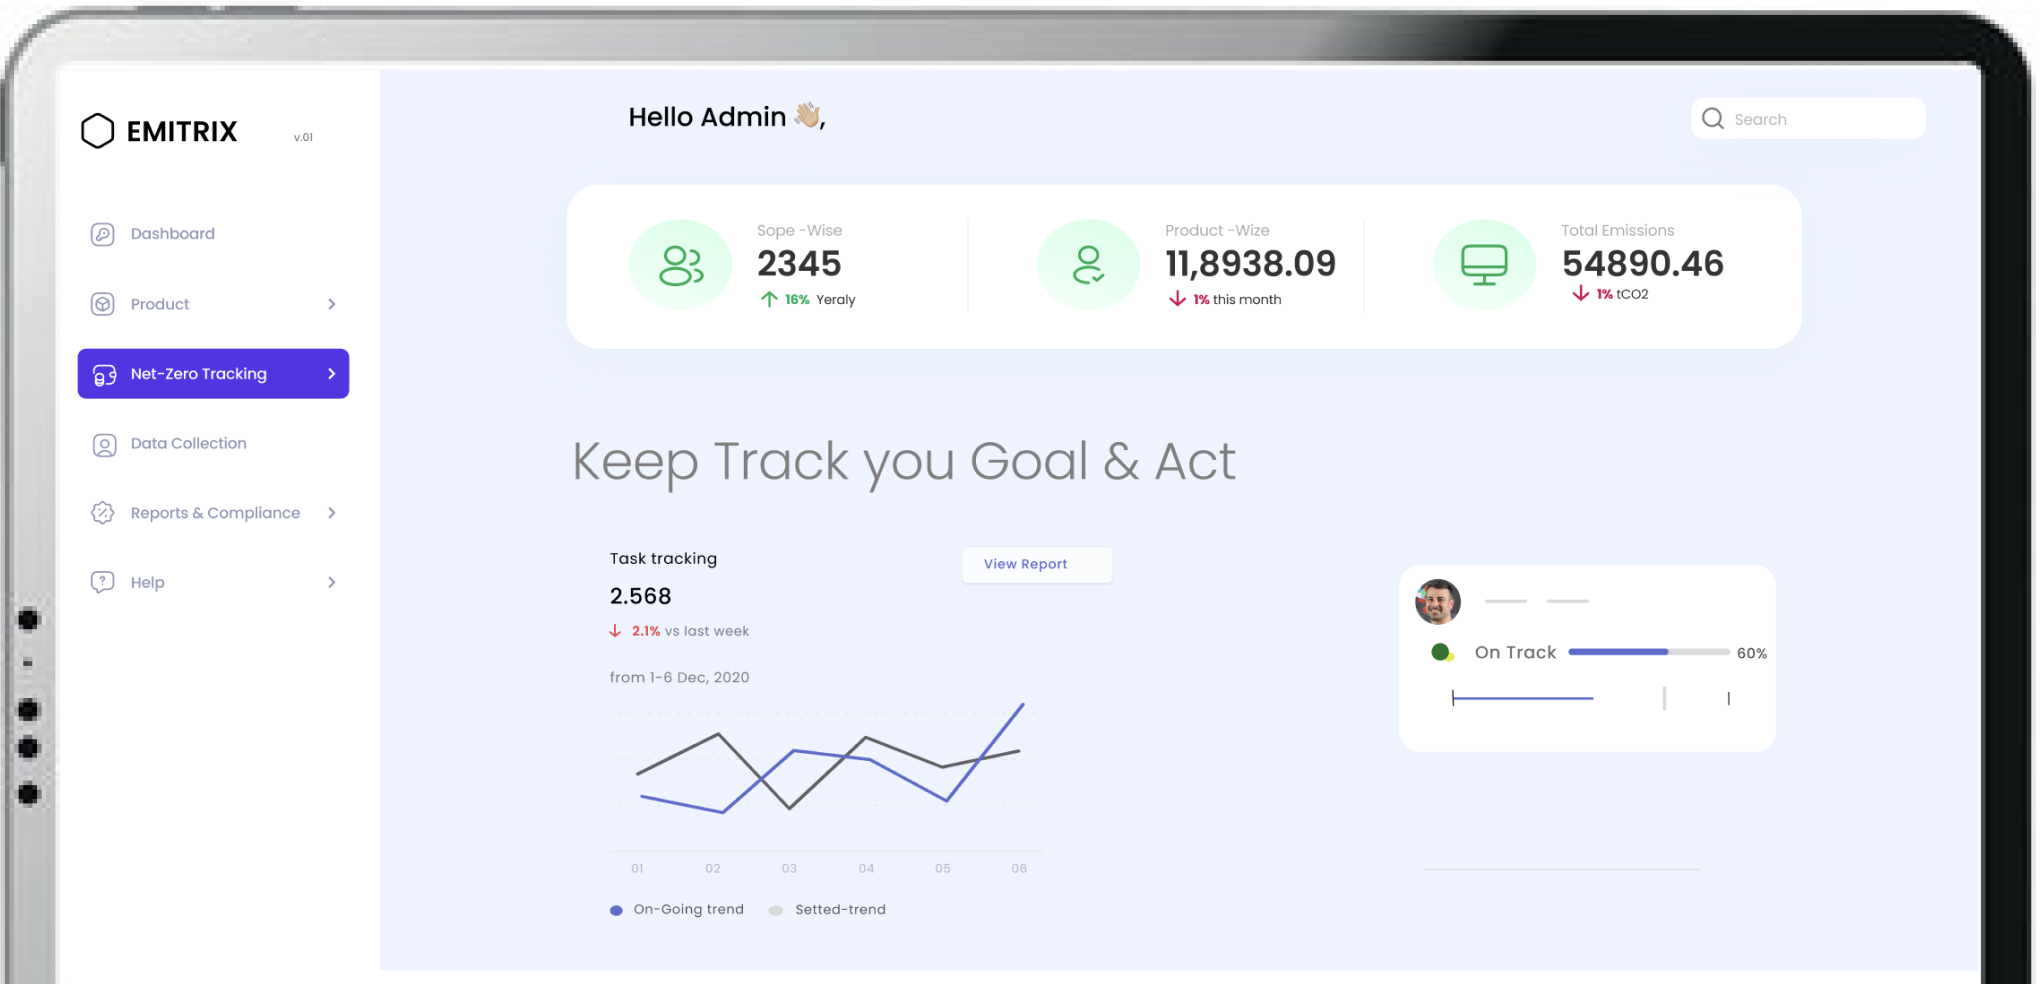 EMITRIX v.01
Dashboard
Product
Net-Zero Tracking
Data Collection
Reports & Compliance
Help
Hello Admin 👋🏼,
Search
Sope -Wise
2345
16% Yeraly
Product -Wize
11,8938.09
1% this month
Total Emissions
54890.46
1% tCO2
Keep Track you Goal & Act
Task tracking
View Report
2.568
2.1% vs last week
from 1-6 Dec, 2020
01 02 03 04 05 06
On-Going trend Setted-trend
On Track 60%